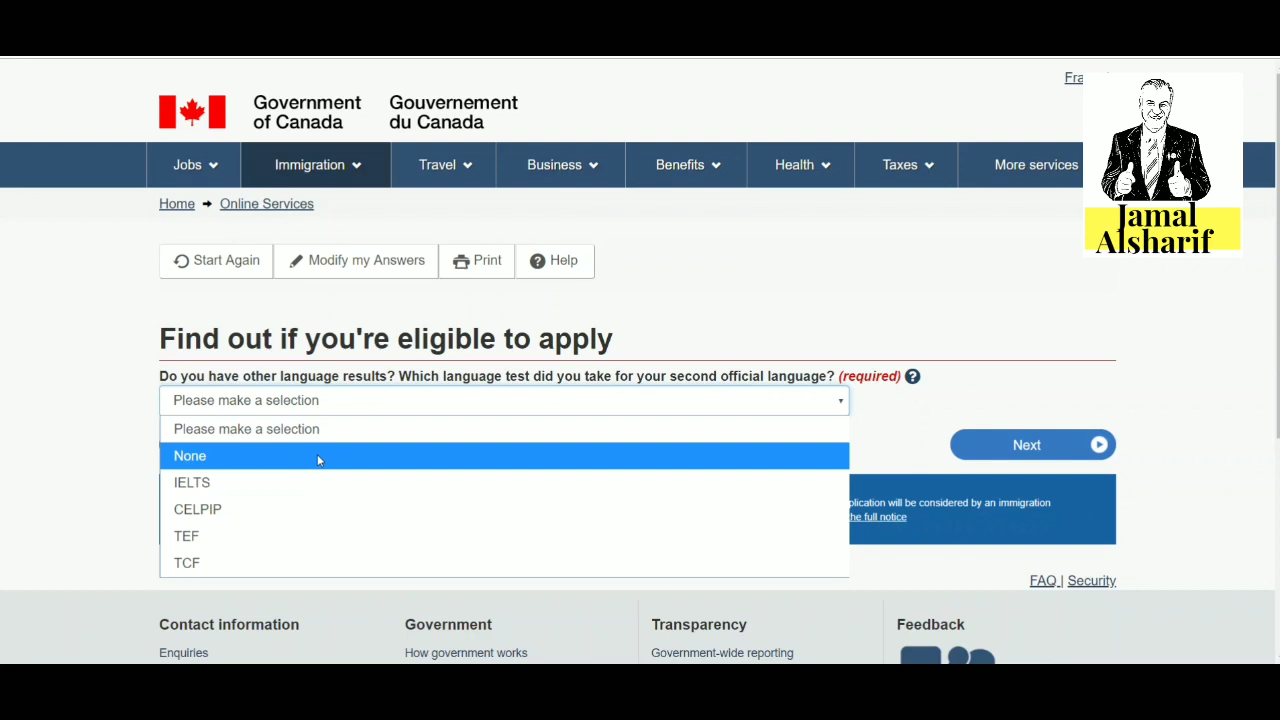 Government
of Canada
Gouvernement
du Canada
Jobs
Immigration
Travel
Business
Benefits
Health
Taxes
More services
Jamal
Alsharif
Home
Online Services
Start Again
Modify my Answers
Print
Help
Find out if you're eligible to apply
Do you have other language results? Which language test did you take for your second official language? (required)
Please make a selection
Please make a selection
None
IELTS
CELPIP
TEF
TCF
Next
will be considered by an immigration
the full notice
FAQ | Security
Contact information
Government
Transparency
Feedback
Enquiries
How government works
Government-wide reporting